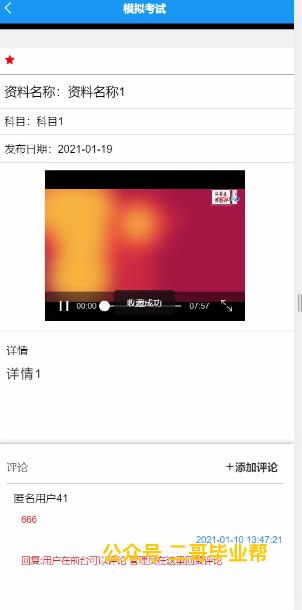 模拟考试
资料名称：资料名称1
科目：科目1
发布日期：2021-01-19
00:00
收藏成功
07:57
详情
详情1
评论
+添加评论
匿名用户41
666
2021-01-10 13:47:21
公众号 二哥毕业帮
回复:用户在前台可以评论 管理员在这里回复评论